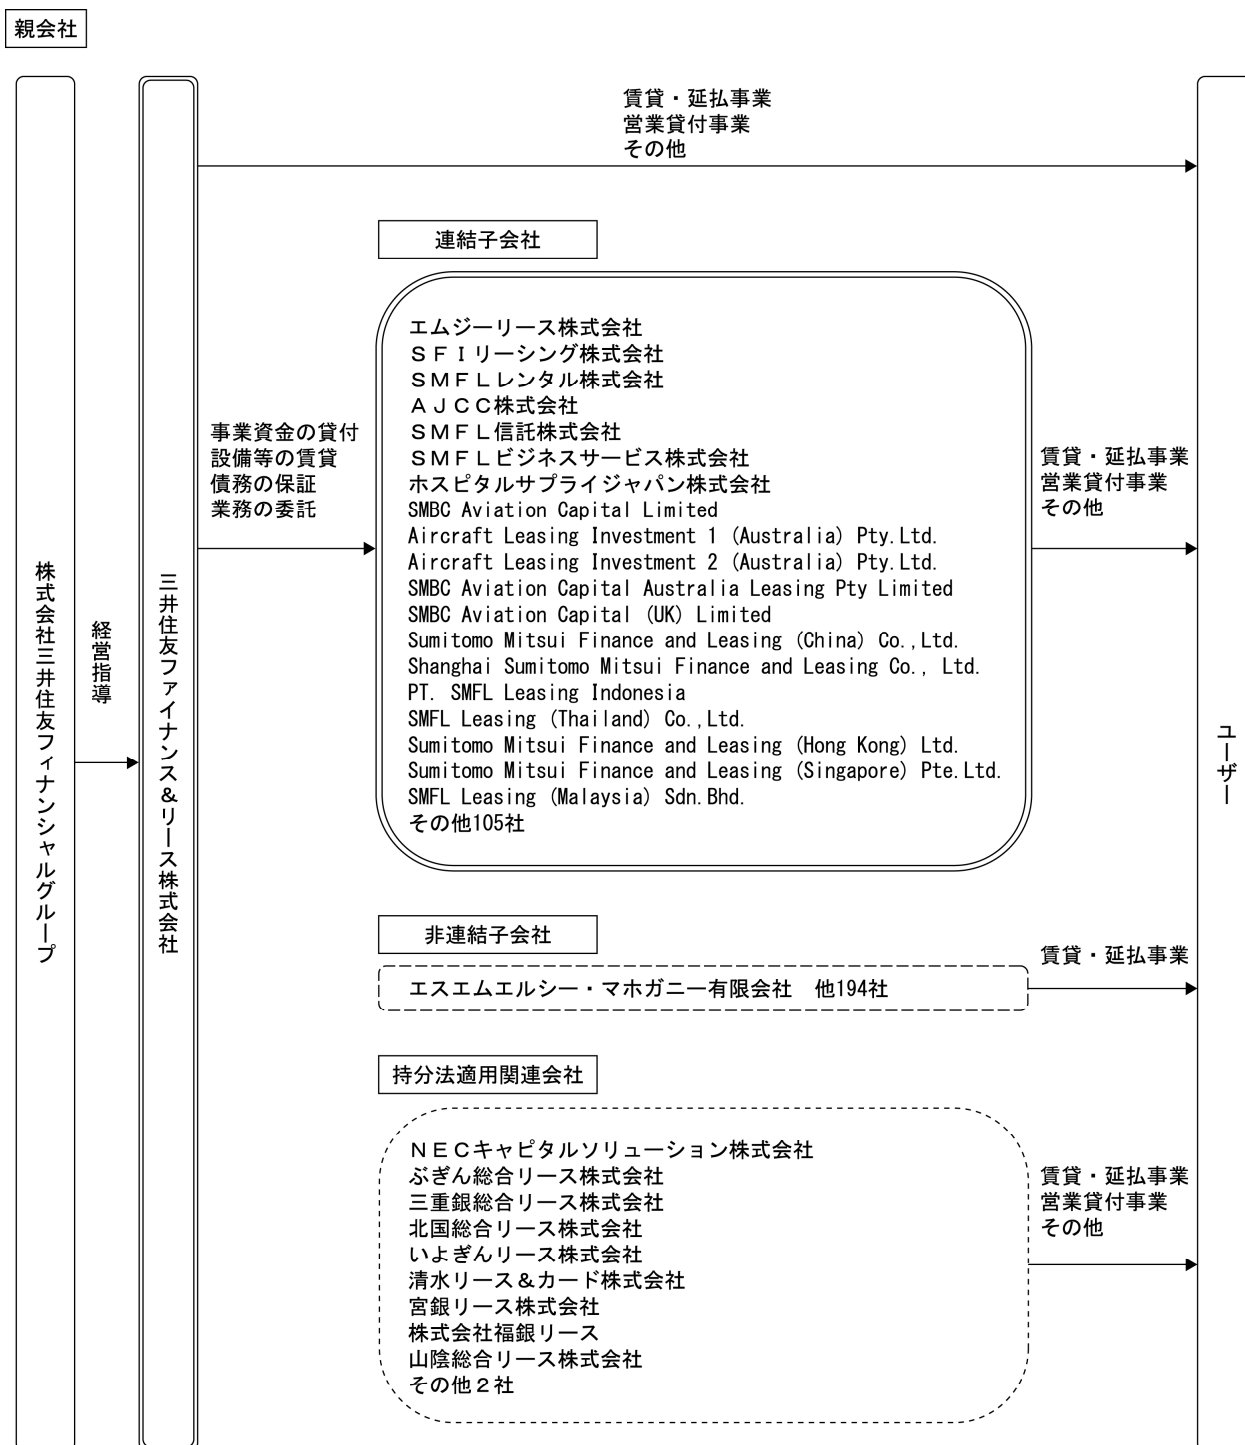 親会社
株式会社三井住友フィナンシャルグループ
経営指導
三井住友ファイナンス&リース株式会社
賃貸・延払事業
営業貸付事業
その他
事業資金の貸付
設備等の賃貸
債務の保証
業務の委託
連結子会社
エムジーリース株式会社
ＳＦＩリーシング株式会社
ＳＭＦＬレンタル株式会社
ＡＪＣＣ株式会社
ＳＭＦＬ信託株式会社
ＳＭＦＬビジネスサービス株式会社
ホスピタルサプライジャパン株式会社
SMBC Aviation Capital Limited
Aircraft Leasing Investment 1 (Australia) Pty.Ltd.
Aircraft Leasing Investment 2 (Australia) Pty.Ltd.
SMBC Aviation Capital Australia Leasing Pty Limited
SMBC Aviation Capital (UK) Limited
Sumitomo Mitsui Finance and Leasing (China) Co.,Ltd.
Shanghai Sumitomo Mitsui Finance and Leasing Co., Ltd.
PT. SMFL Leasing Indonesia
SMFL Leasing (Thailand) Co.,Ltd.
Sumitomo Mitsui Finance and Leasing (Hong Kong) Ltd.
Sumitomo Mitsui Finance and Leasing (Singapore) Pte.Ltd.
SMFL Leasing (Malaysia) Sdn.Bhd.
その他105社
賃貸・延払事業
営業貸付事業
その他
非連結子会社
エスエムエルシー・マホガニー有限会社　他194社
賃貸・延払事業
持分法適用関連会社
ＮＥＣキャピタルソリューション株式会社
ぶぎん総合リース株式会社
三重銀総合リース株式会社
北国総合リース株式会社
いよぎんリース株式会社
清水リース＆カード株式会社
宮銀リース株式会社
株式会社福銀リース
山陰総合リース株式会社
その他２社
賃貸・延払事業
営業貸付事業
その他
ユーザー